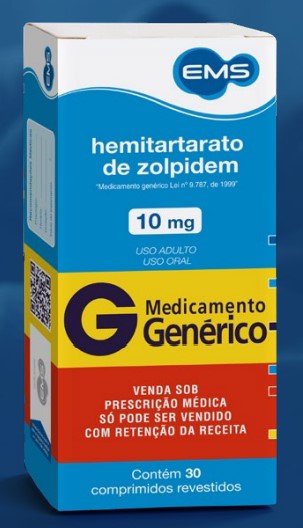 EMS
hemitartarato
de zolpidem
"Medicamento genérico Lei nº 9.787, de 1999"
10 mg
USO ADULTO
USO ORAL
G
Medicamento
Genérico
VENDA SOB
PRESCRIÇÃO MÉDICA
SÓ PODE SER VENDIDO
COM RETENÇÃO DA RECEITA
Contém 30
comprimidos revestidos